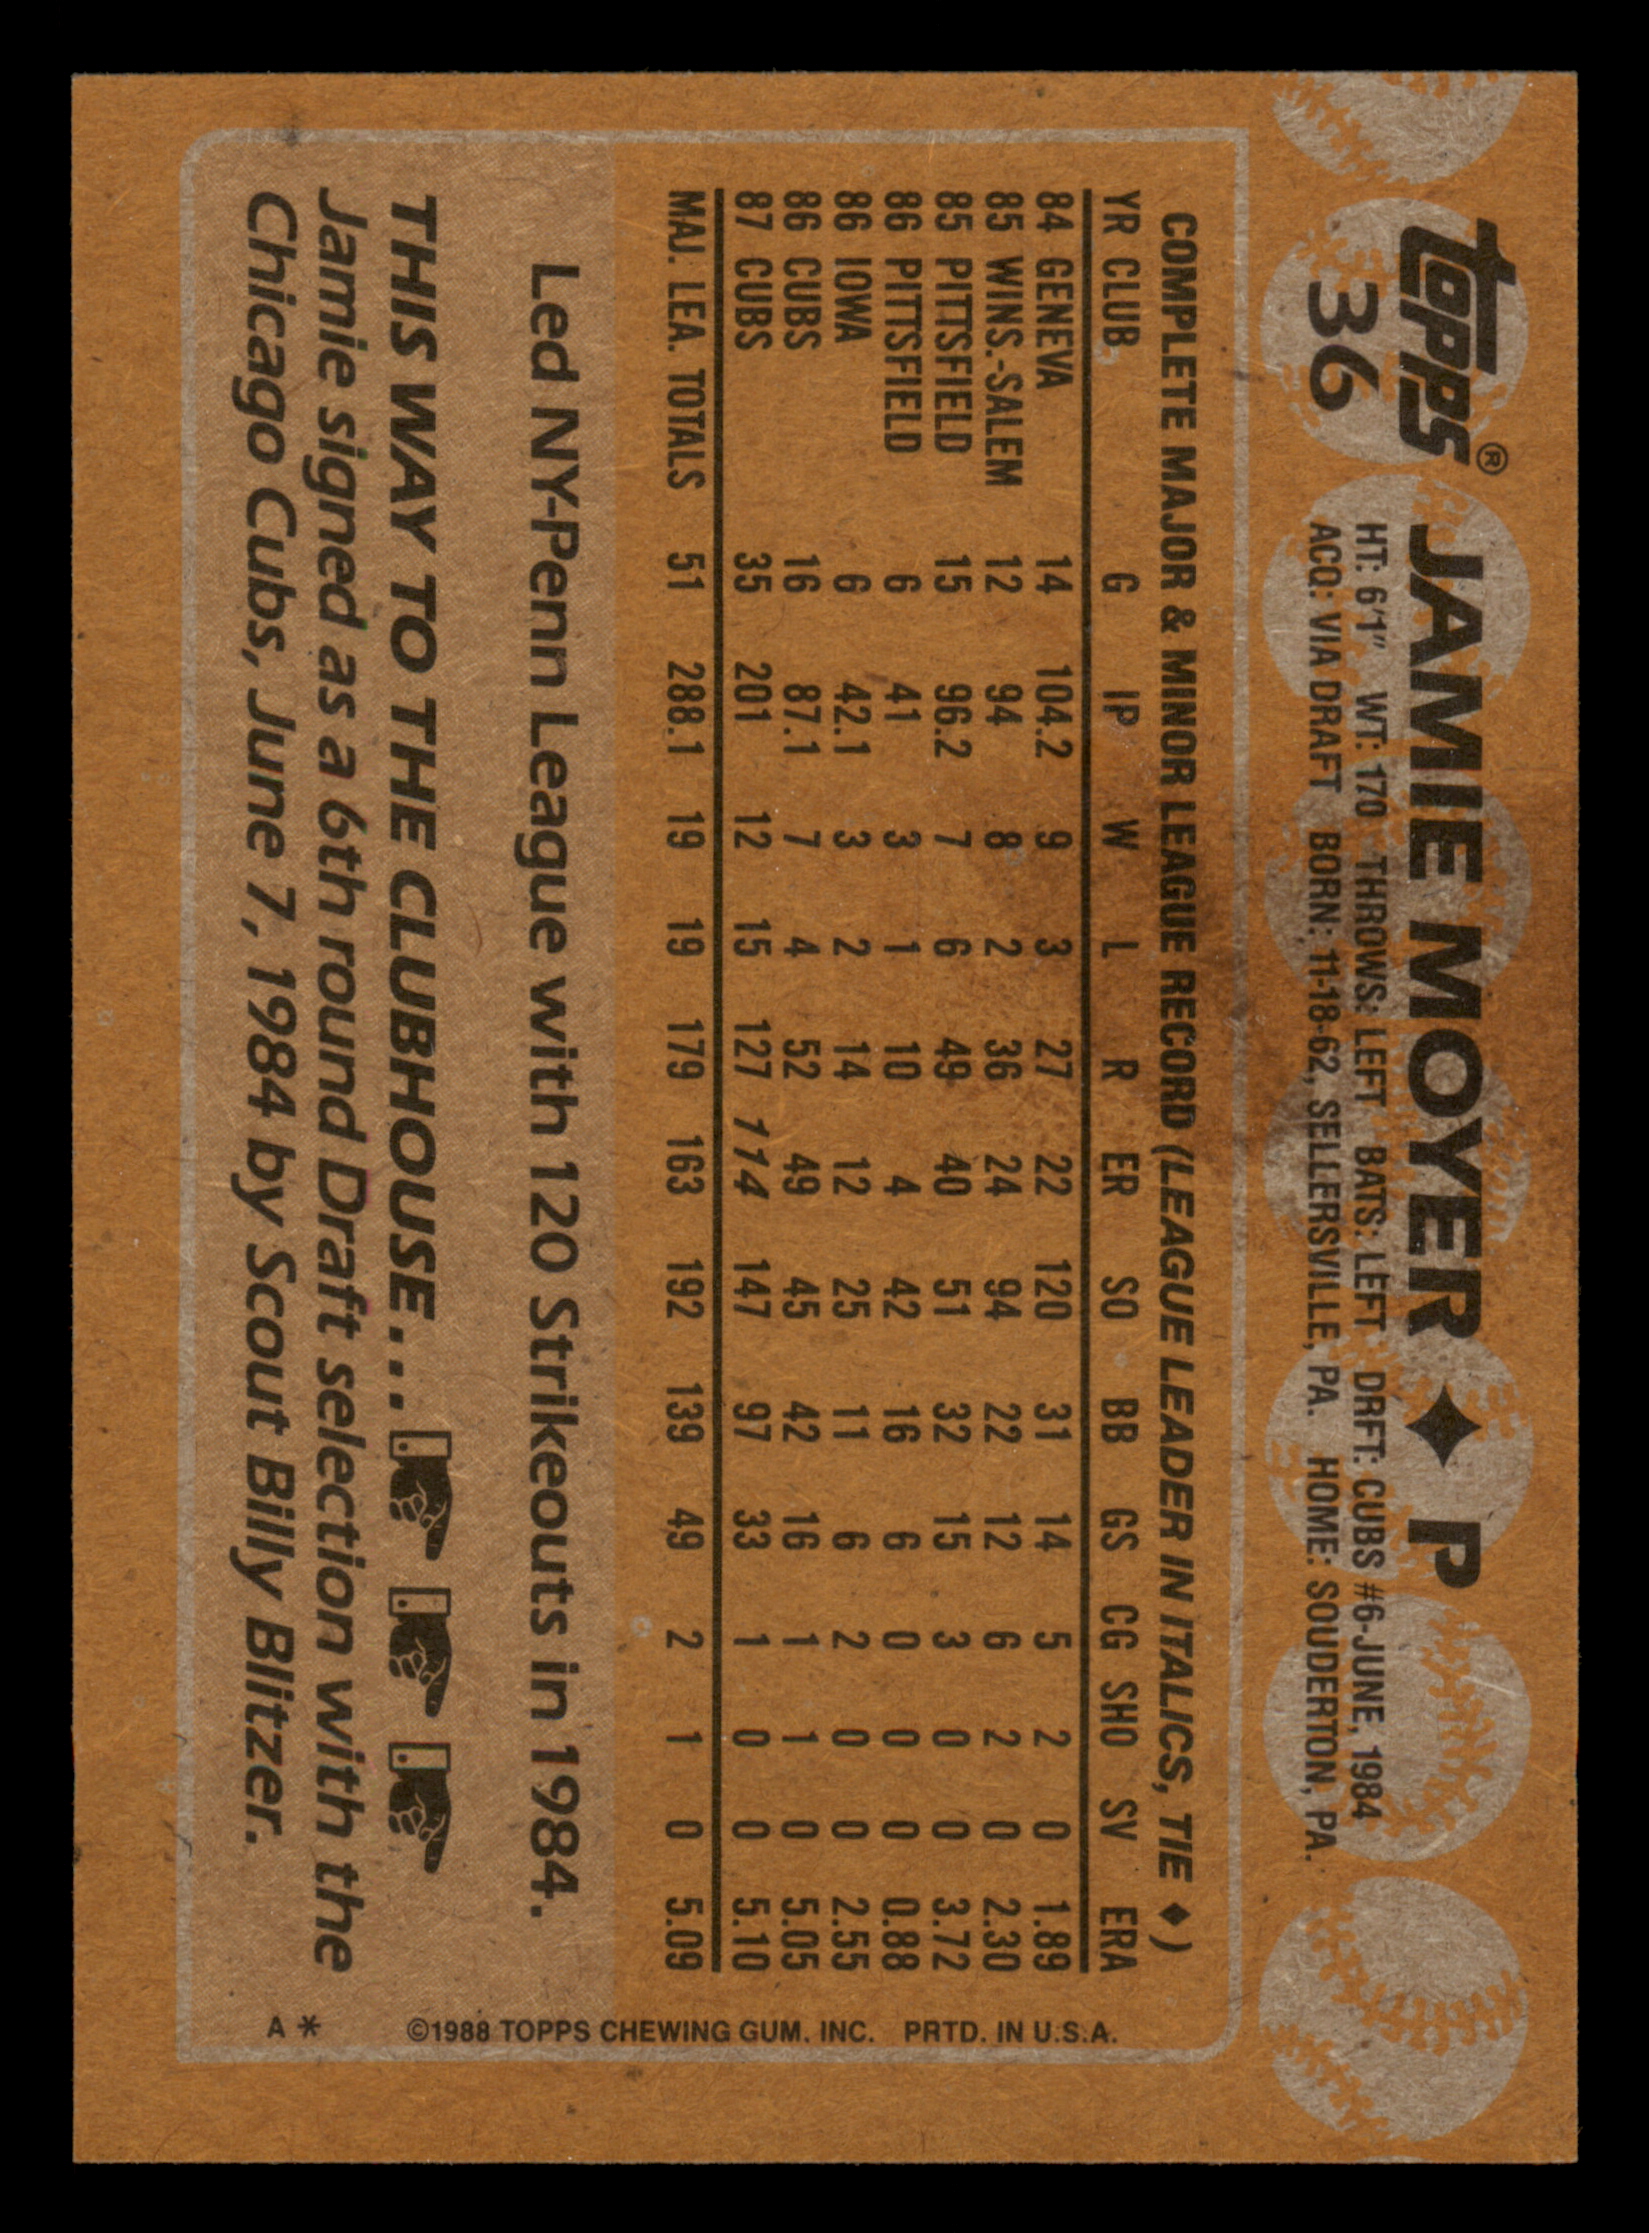 topps®
36
JAMIE MOYER ♦ P
HT: 6'1" WT: 170 THROWS: LEFT BATS: LEFT DRFT: CUBS #6-JUNE, 1984
ACQ: VIA DRAFT BORN: 11-18-62, SELLERSVILLE, PA. HOME: SOUDERTON, PA.
COMPLETE MAJOR & MINOR LEAGUE RECORD (LEAGUE LEADER IN ITALICS, TIE ♦)
YR CLUB G IP W L R ER SO BB GS CG SHO SV ERA
84 GENEVA 14 104.2 9 3 27 22 120 31 14 5 2 0 1.89
85 WINS.-SALEM 12 94 8 2 36 24 94 22 12 6 2 0 2.30
85 PITTSFIELD 15 96.2 7 6 49 40 51 32 15 3 0 0 3.72
86 PITTSFIELD 6 41 3 1 10 4 42 16 6 0 0 0 0.88
86 IOWA 6 42.1 3 2 14 12 25 11 6 2 0 0 2.55
86 CUBS 16 87.1 7 4 52 49 45 42 16 1 1 0 5.05
87 CUBS 35 201 12 15 127 114 147 97 33 1 0 0 5.10
MAJ. LEA. TOTALS 51 288.1 19 19 179 163 192 139 49 2 1 0 5.09
Led NY-Penn League with 120 Strikeouts in 1984.
THIS WAY TO THE CLUBHOUSE...
Jamie signed as a 6th round Draft selection with the
Chicago Cubs, June 7, 1984 by Scout Billy Blitzer.
©1988 TOPPS CHEWING GUM, INC. PRTD. IN U.S.A.
A *